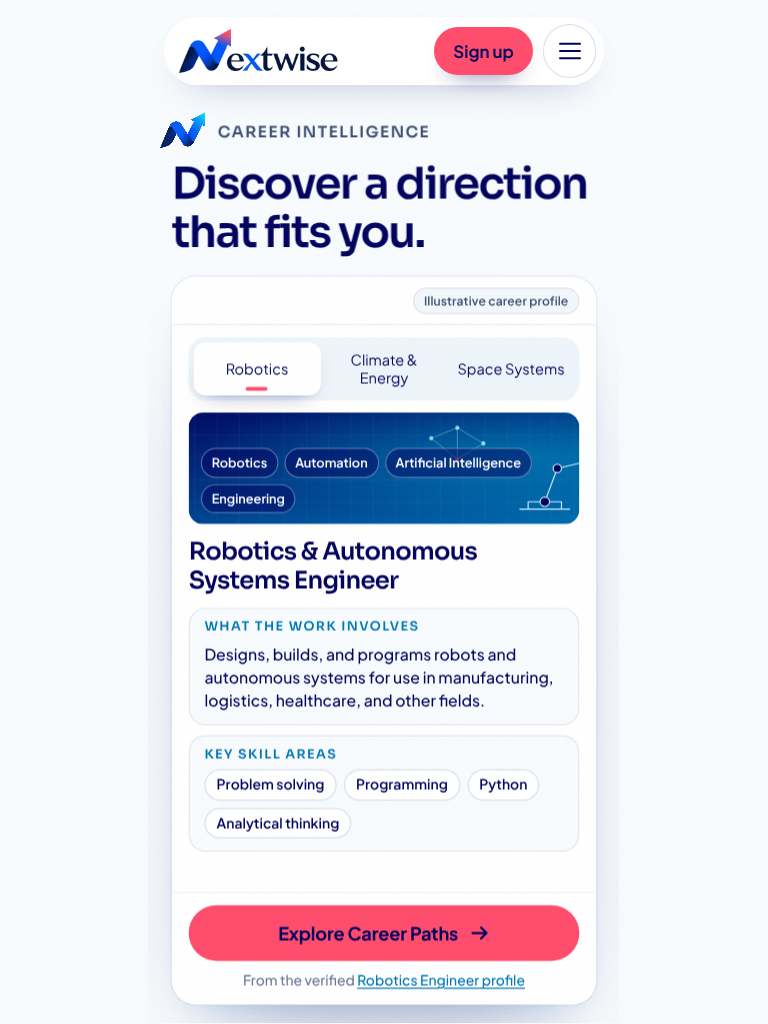 Nextwise
Sign up
CAREER INTELLIGENCE
Discover a direction
that fits you.
Illustrative career profile
Robotics
Climate &
Energy
Space Systems
Robotics
Automation
Artificial Intelligence
Engineering
Robotics & Autonomous
Systems Engineer
WHAT THE WORK INVOLVES
Designs, builds, and programs robots and
autonomous systems for use in manufacturing,
logistics, healthcare, and other fields.
KEY SKILL AREAS
Problem solving
Programming
Python
Analytical thinking
Explore Career Paths →
From the verified Robotics Engineer profile